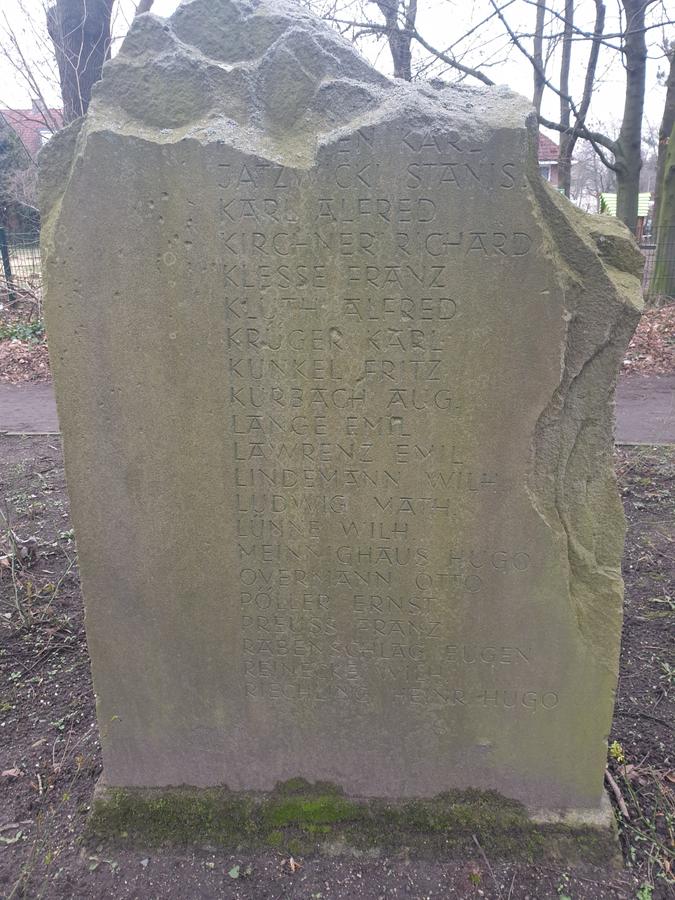 KARL
JATZWICKI STANISL.
KARL ALFRED
KIRCHNER RICHARD
KLESSE FRANZ
KLUTH ALFRED
KRÜGER KARL
KUNKEL FRITZ
KURBACH AUG.
LANGE EMIL
LAWRENZ EMIL
LINDEMANN WILH.
LUDWIG MATH.
LÜNNE WILH.
MEINNIGHAUS HUGO
OVERMANN OTTO
PÖLLER ERNST
PREUSS FRANZ
RABENSCHLAG EUGEN
REINESKE WILH.
RIECHLING HEINR. HUGO